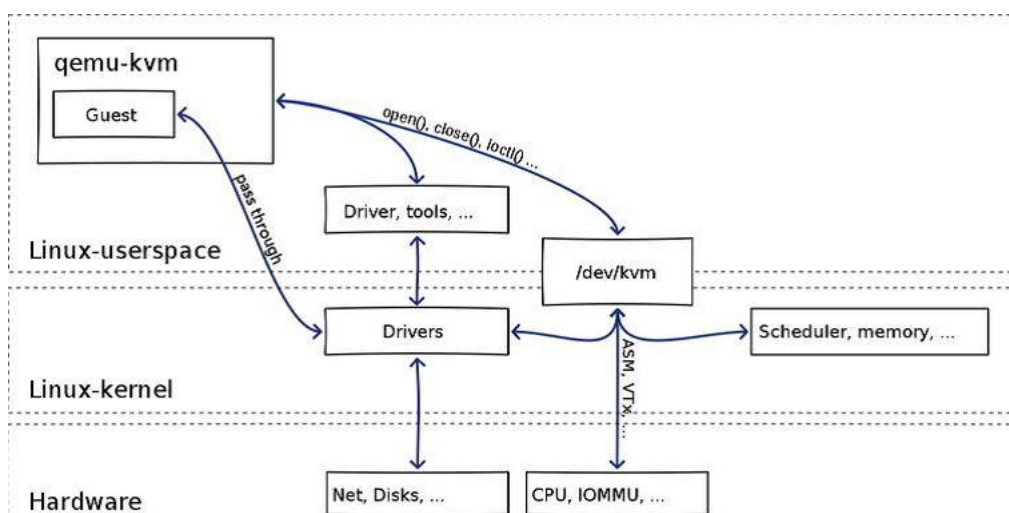 qemu-kvm
Guest
open(), close(), ioctl() ...
pass through
Driver, tools, ...
Linux-userspace
/dev/kvm
Drivers
Scheduler, memory, ...
ASM, VTx, ...
Linux-kernel
Net, Disks, ...
CPU, IOMMU, ...
Hardware